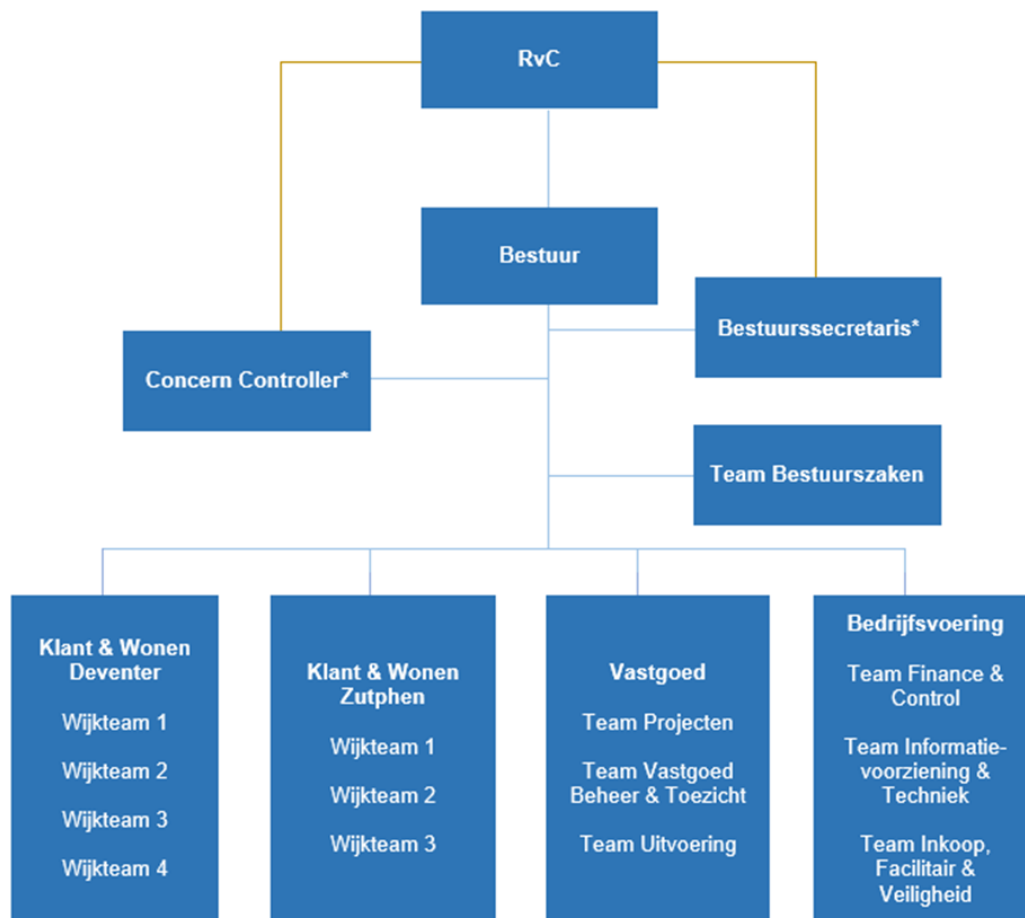 RvC
Bestuur
Bestuurssecretaris*
Concern Controller*
Team Bestuurszaken
Klant & Wonen
Deventer
Wijkteam 1
Wijkteam 2
Wijkteam 3
Wijkteam 4
Klant & Wonen
Zutphen
Wijkteam 1
Wijkteam 2
Wijkteam 3
Vastgoed
Team Projecten
Team Vastgoed
Beheer & Toezicht
Team Uitvoering
Bedrijfsvoering
Team Finance &
Control
Team Informatie-
voorziening &
Techniek
Team Inkoop,
Facilitair &
Veiligheid